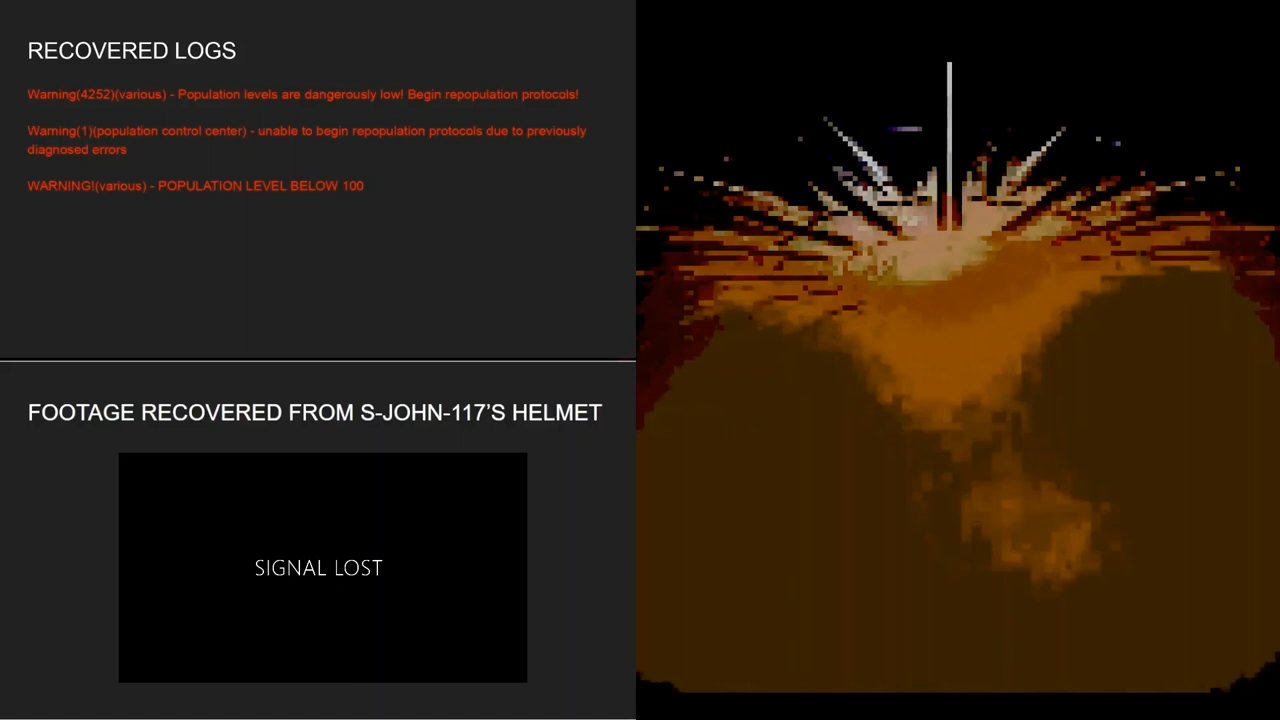 RECOVERED LOGS
Warning(4252)(various) - Population levels are dangerously low! Begin repopulation protocols!
Warning(1)(population control center) - unable to begin repopulation protocols due to previously
diagnosed errors
WARNING!(various) - POPULATION LEVEL BELOW 100
FOOTAGE RECOVERED FROM S-JOHN-117’S HELMET
SIGNAL LOST